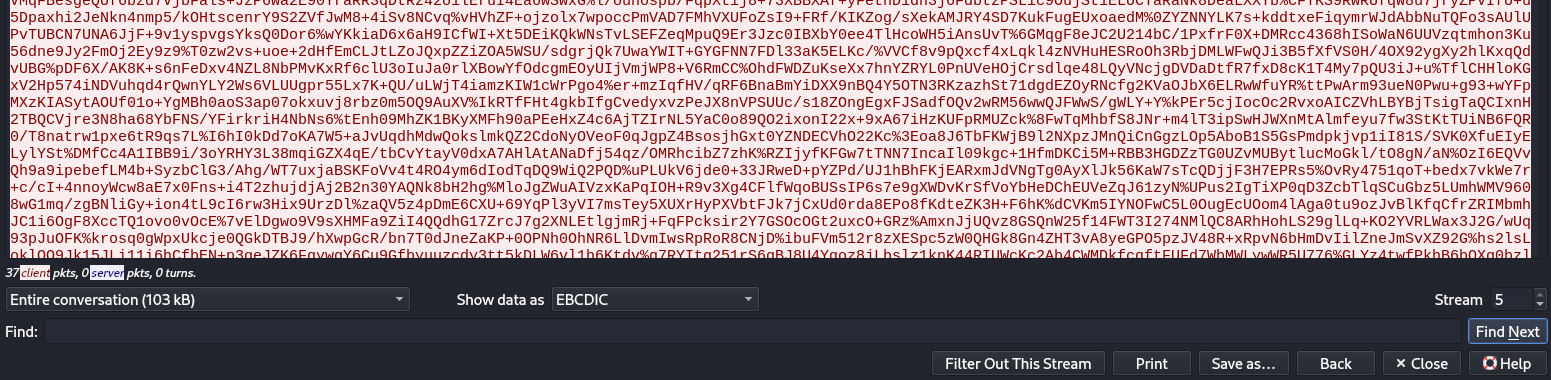 5Dpaxhi2JeNkn4nmp5/kOHtscenrY9S2ZVfJwM8+4iSv8NCvq%vHVhZF+ojzolx7wpoccPmVAD7FMhVXUFoZsI9+RFf/KIKZog/sXekAMJRY4SD7KukFugEUxoaedM%0ZYZNNYLK7s+kddtxeFiqymrWJdAbbNuTQFo3sAUlU
PvTUBCN7UNA6JjF+9v1yspvgsYksQ0Dor6%wYKkiaD6x6aH9ICfWI+Xt5DEiKQkWNsTvLSEFZeqMpuQ9Er3Jzc0IBXbY0ee4TlHcoWH5iAnsUvT%6GMqgF8eJC2U214bC/1PxfrF0X+DMRcc4368hISoWaN6UUVzqtmhon3Ku
56dne9Jy2FmOj2Ey9z9%T0zw2vs+uoe+2dHfEmCLJtLZoJQxpZZiZOA5WSU/sdgrjQk7UwaYWIT+GYGFNN7FDl33aK5ELKc/%VVCf8v9pQxcf4xLqkl4zNVHuHESRoOh3RbjDMLWFwQJi3B5fXfVS0H/4OX92ygXy2hlKxqQd
vUBG%pDF6X/AK8K+s6nFeDxv4NZL8NbPMvKxRf6clU3oIuJa0rlXBowYfOdcgmEOyUIjVmjWP8+V6RmCC%OhdFWDZuKseXx7hnYZRYL0PnUVeHOjCrsdlqe48LQyVNcjgDVDaDtfR7fxD8cK1T4My7pQU3iJ+u%TflCHHloKG
xV2Hp574iNDVuhqd4rQwnYLY2Ws6VLUUgpr55Lx7K+QU/uLWjT4iamzKIW1cWrPgo4%er+mzIqfHV/qRF6BnaBmYiDXX9nBQ4Y5OTN3RKzazhSt71dgdEZOyRNcfg2KVaOJbX6ELRwWfuYR%ttPwArm93ueN0Pwu+g93+wYFp
MXzKIASytAOUf01o+YgMBh0aoS3ap07okxuvj8rbz0m5OQ9AuXV%IkRTfFHt4gkbIfgCvedyxvzPeJX8nVPSUUc/s18ZOngEgxFJSadfOQv2wRM56wwQJFWwS/gWLY+Y%kPEr5cjIocOc2RvxoAICZVhLBYBjTsigTaQCIxnH
2TBQCVjre3N8ha68YbFNS/YFirkriH4NbNs6%tEnh09MhZK1BKyXMFh90aPEeHxZ4c6AjTZIrNL5YaC0o89QO2ixonI22x+9xA67iHzKUFpRMUZck%8FwTqMhbfS8JNr+m4lT3ipSwHJWXnMtAlmfeyu7fw3StKtTUiNB6FQR
0/T8natrw1pxe6tR9qs7L%I6hI0kDd7oKA7W5+aJvUqdhMdwQokslmkQZ2CdoNyOVeoF0qJgpZ4BsosjhGxt0YZNDECVhO22Kc%3Eoa8J6TbFKWjB9l2NXpzJMnQiCnGgzLOp5AboB1S5GsPmdpkjvp1iI81S/SVK0XfuEIyE
LylYSt%DMfCc4A1IBB9i/3oYRHY3L38mqiGZX4qE/tbCvYtayV0dxA7AHlAtANaDfj54qz/OMRhcibZ7zhK%RZIjyfKFGw7tTNN7IncaIl09kgc+1HfmDKCi5M+RBB3HGDZzTG0UZvMUBytlucMoGkl/tO8gN/aN%OzI6EQVv
Qh9a9ipebefLM4b+SyzbClG3/Ahg/WT7uxjaBSKFoVv4t4RO4ym6dIodTqDQ9WiQ2PQD%uPLUkV6jde0+33JRweD+pYZPd/UJ1hBhFKjEARxmJdVNgTg0AyXlJk56KaW7sTcQDjjF3H7EPRs5%OvRy4751qoT+bedx7vkWe7r
+c/cI+4nnoyWcw8aE7x0Fns+i4T2zhujdjAj2B2n30YAQNk8bH2hg%MloJgZWuAIVzxKaPqIOH+R9v3Xg4CFlfWqoBUSsIP6s7e9gXWDvKrSfVoYbHeDChEUVeZqJ61zyN%UPus2IgTiXP0qD3ZcbTlqSCuGbz5LUmhWMV960
8wG1mq/zgBNliGy+ion4tL9cI6rw3Hix9UrzDl%zaQV5z4pDmE6CXU+69YqPl3yVI7msTey5XUXrHyPXVbtFJk7jCxUd0rda8EPo8fKdteZK3H+F6hK%dCVKm5IYNOFwC5L0OugEcUOom4lAga0tu9ozJvBlKfqCfrZRIMbmh
JC1i6OgF8XccTQ1ovo0vOcE%7vElDgwo9V9sXHMFa9ZiI4QQdhG17ZrcJ7g2XNLEtlgjmRj+FqFPcksir2Y7GSOcOGt2uxcO+GRz%AmxnJjUQvz8GSQnW25f14FWT3I274NMlQC8ARhHohLS29glLq+KO2YVRLWax3J2G/wUq
93pJuOFK%krosq0gWpxUkcje0QGkDTBJ9/hXwpGcR/bn7T0dJneZaKP+0OPNh0OhNR6LlDvmIwsRpRoR8CNjD%ibuFVm512r8zXESpc5zW0QHGk8Gn4ZHT3vA8yeGPO5pzJV48R+xRpvN6bHmDvIilZneJmSvXZ92G%hs2lsL
37 client pkts, 0 server pkts, 0 turns.
Entire conversation (103 kB) Show data as EBCDIC Stream 5
Find: Find Next
Filter Out This Stream Print Save as… Back × Close Help